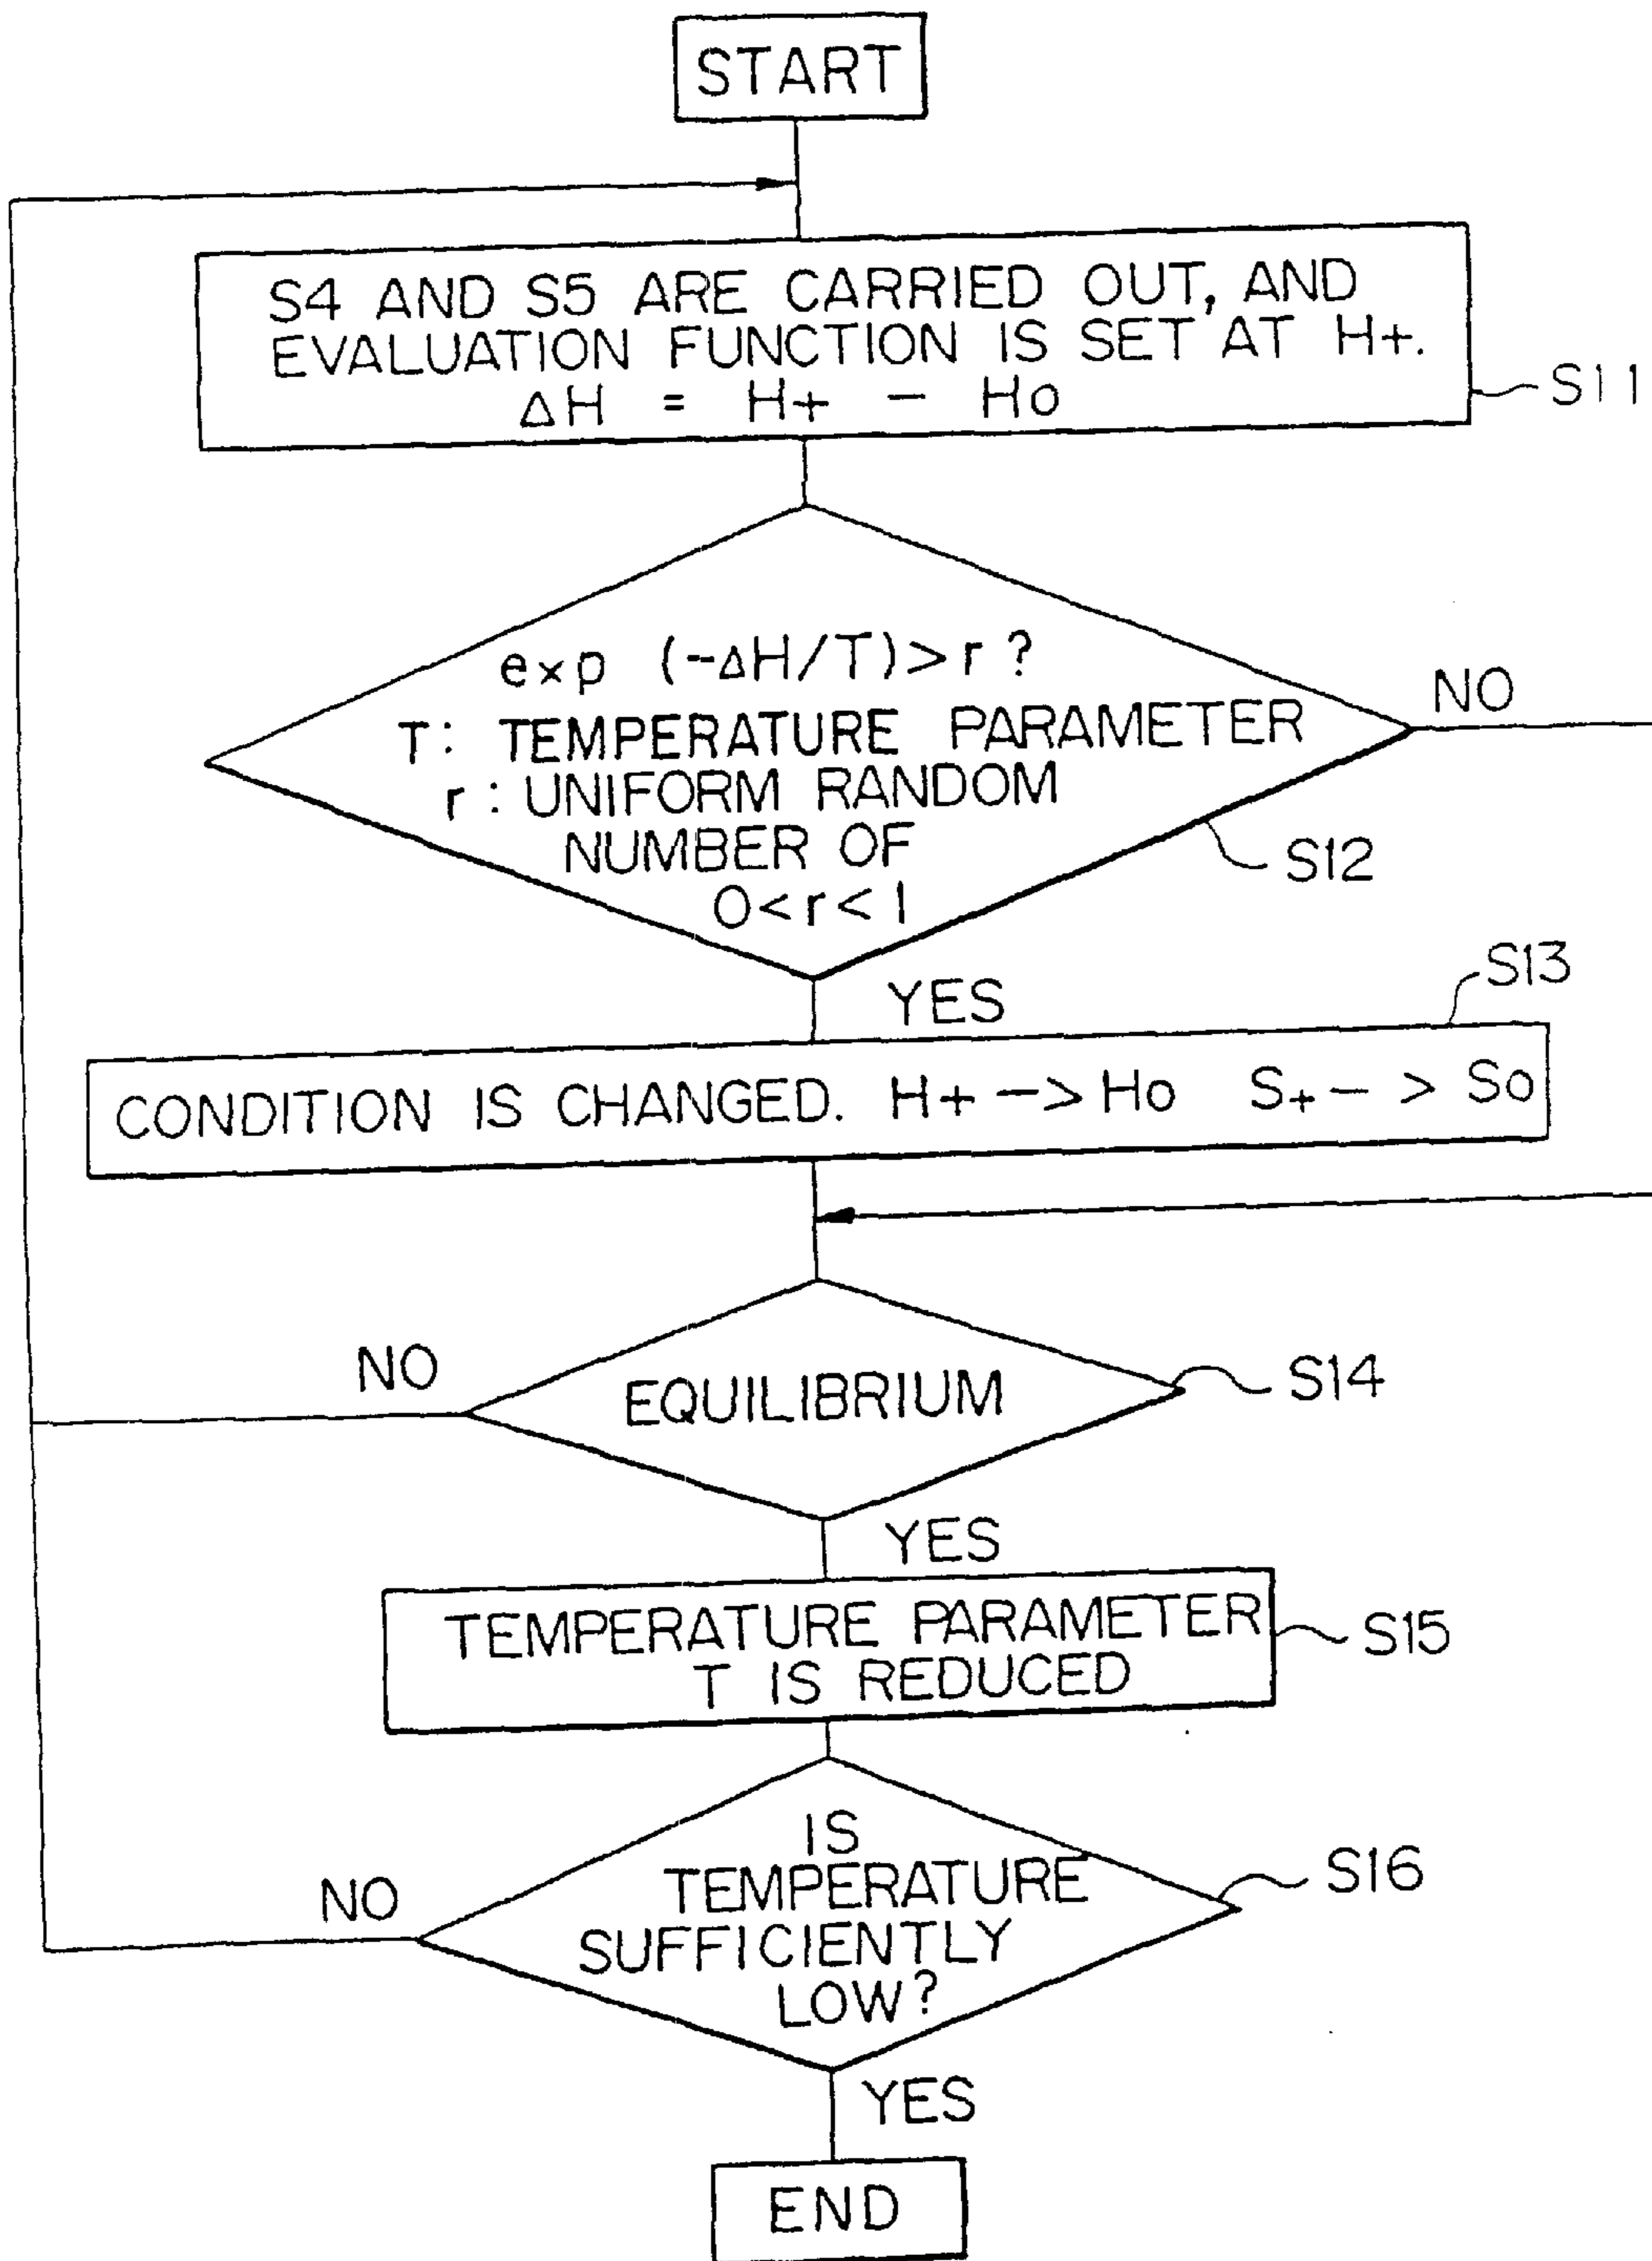 START
S4 AND S5 ARE CARRIED OUT, AND
EVALUATION FUNCTION IS SET AT H+.
ΔH = H+ - Ho
S11
exp (-ΔH/T)>r?
T: TEMPERATURE PARAMETER
r: UNIFORM RANDOM
NUMBER OF
0<r<1
NO
S12
YES
S13
CONDITION IS CHANGED. H+ -> Ho S+ -> So
NO
EQUILIBRIUM
S14
YES
TEMPERATURE PARAMETER
T IS REDUCED
S15
IS
TEMPERATURE
SUFFICIENTLY
LOW?
S16
NO
YES
END